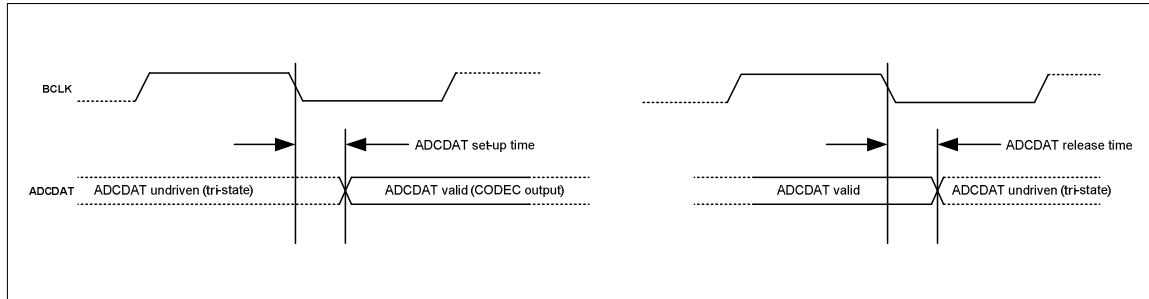 BCLK
ADCDAT set-up time
ADCDAT release time
ADCDAT
ADCDAT undriven (tri-state)
ADCDAT valid (CODEC output)
ADCDAT valid
ADCDAT undriven (tri-state)